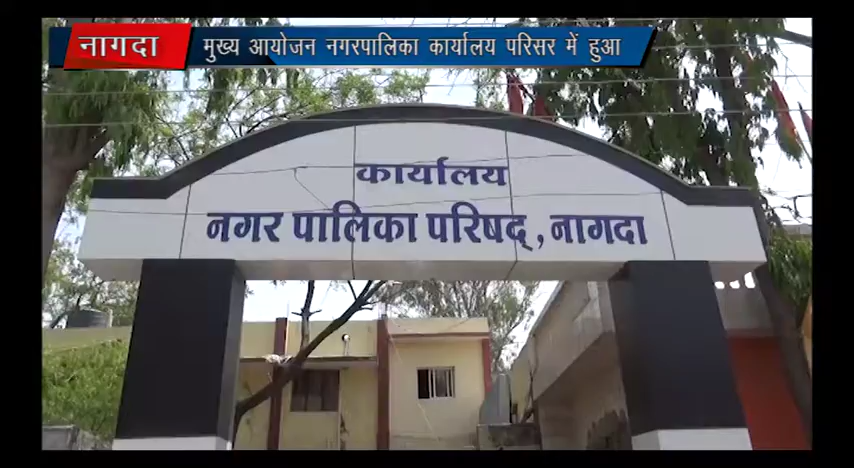 नागदा मुख्य आयोजन नगरपालिका कार्यालय परिसर में हुआ
कार्यालय
नगर पालिका परिषद्, नागदा